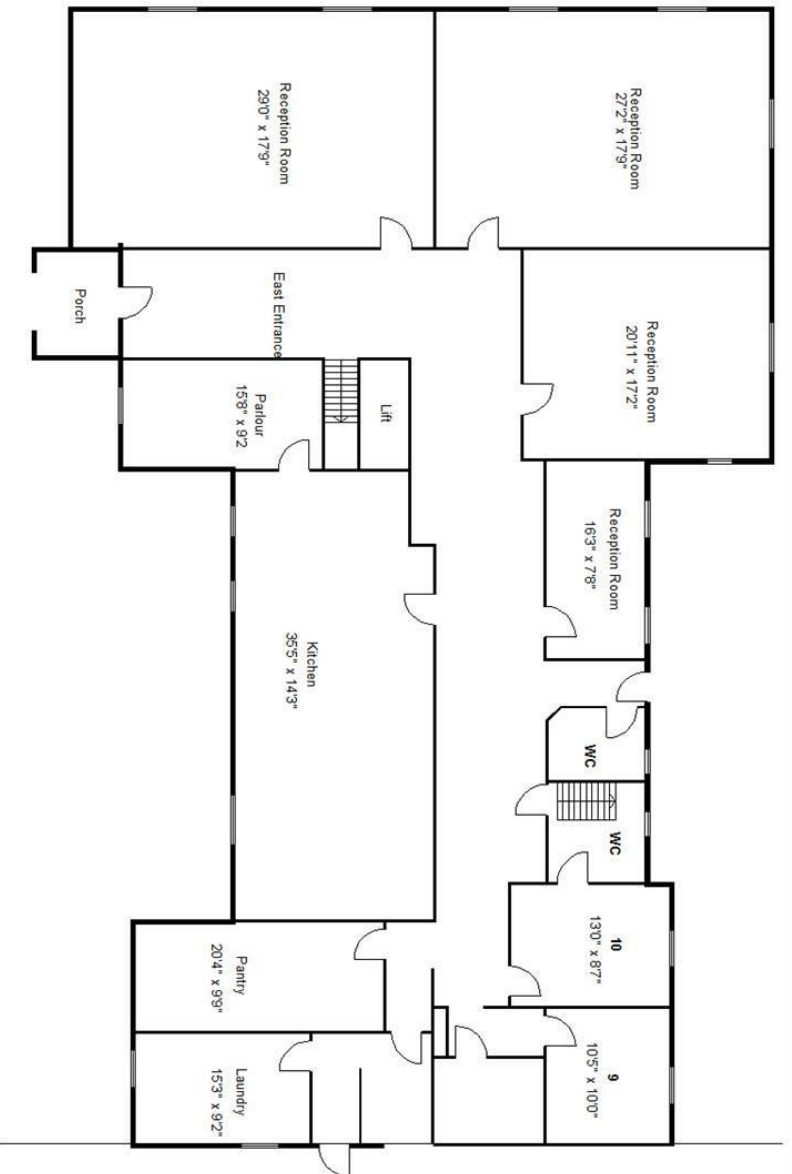 Reception Room
29'0" x 17'9"
Reception Room
27'2" x 17'9"
Porch
East Entrance
Reception Room
20'11" x 17'2"
Parlour
15'8" x 9'2
Lift
Reception Room
16'3" x 7'8"
Kitchen
35'5" x 14'3"
WC
WC
10
13'0" x 8'7"
Pantry
20'4" x 9'9"
9
10'5" x 10'0"
Laundry
15'3" x 9'2"